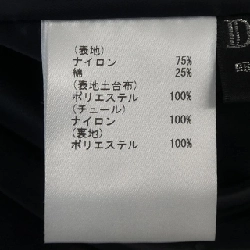 (表地)
ナイロン 75%
綿 25%
(表地土台布)
ポリエステル 100%
(チュール)
ナイロン 100%
(裏地)
ポリエステル 100%
D